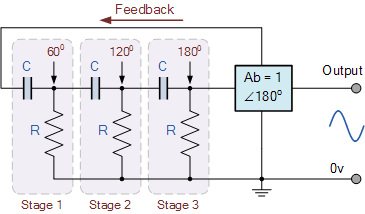 Feedback
60⁰ 120⁰ 180⁰
C C C
Ab = 1
∠180⁰
Output
R R R
0v
Stage 1 Stage 2 Stage 3